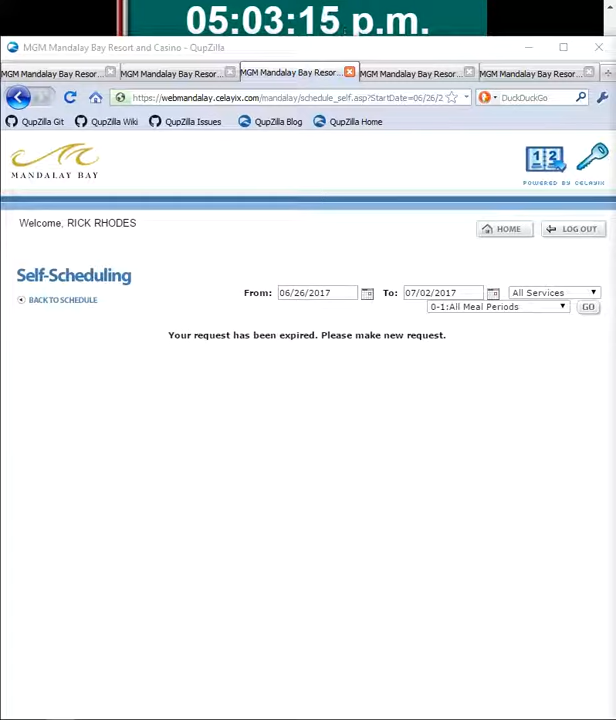 05:03:15 p.m.
MGM Mandalay Bay Resort and Casino - QupZilla
MGM Mandalay Bay Resor... MGM Mandalay Bay Resor... MGM Mandalay Bay Resor... MGM Mandalay Bay Resor... MGM Mandalay Bay Resor...
https://webmandalay.celayix.com/mandalay/schedule_self.asp?StartDate=06/26/2 DuckDuckGo
QupZilla Git QupZilla Wiki QupZilla Issues QupZilla Blog QupZilla Home
MANDALAY BAY
12
POWERED BY CELAYIX
Welcome, RICK RHODES
HOME LOG OUT
Self-Scheduling
BACK TO SCHEDULE
From: 06/26/2017 To: 07/02/2017 All Services
0-1:All Meal Periods GO
Your request has been expired. Please make new request.